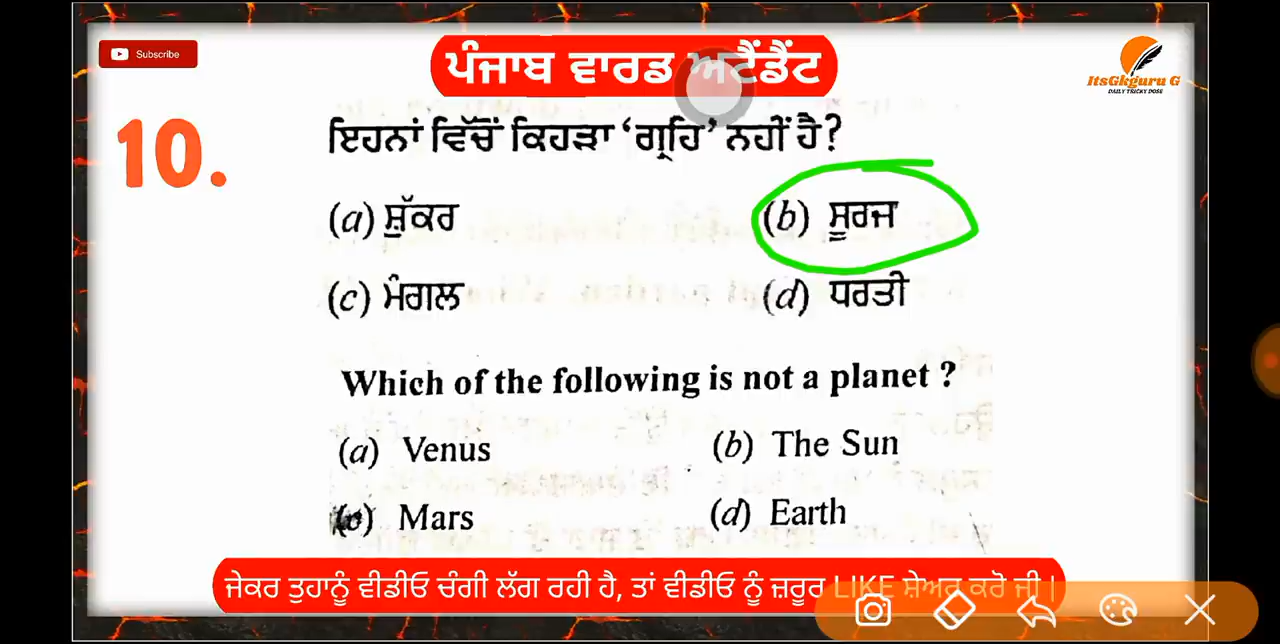 Subscribe
ਪੰਜਾਬ ਵਾਰਡ ਅਟੈਂਡੈਂਟ
ItsGkguru G
DAILY TRICKY DOSE
10.
ਇਹਨਾਂ ਵਿੱਚੋਂ ਕਿਹੜਾ ‘ਗ੍ਰਹਿ’ ਨਹੀਂ ਹੈ?
(a) ਸ਼ੁੱਕਰ (b) ਸੂਰਜ
(c) ਮੰਗਲ (d) ਧਰਤੀ
Which of the following is not a planet ?
(a) Venus (b) The Sun
(c) Mars (d) Earth
ਜੇਕਰ ਤੁਹਾਨੂੰ ਵੀਡੀਓ ਚੰਗੀ ਲੱਗ ਰਹੀ ਹੈ, ਤਾਂ ਵੀਡੀਓ ਨੂੰ ਜ਼ਰੂਰ LIKE ਸ਼ੇਅਰ ਕਰੋ ਜੀ |